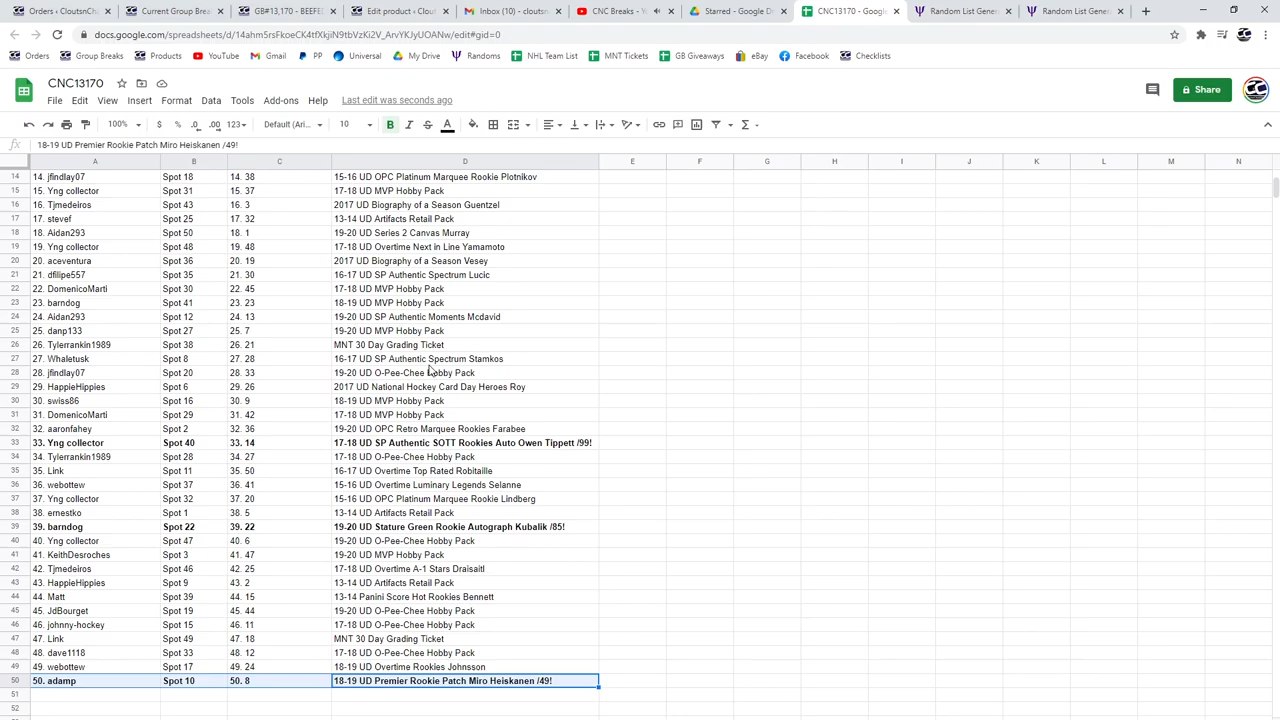 Orders ‹ CloutsnCh
Current Group Break
GB#13,170 - BEEFED
Edit product ‹ Clouts
Inbox (10) - cloutsnc
CNC Breaks -
Starred - Google Dr
CNC13170 - Google
Random List Genera
Random List Genera
docs.google.com/spreadsheets/d/
/edit#gid=0
Orders
Group Breaks
Products
YouTube
Gmail
PP
Universal
My Drive
Randoms
NHL Team
MNT Tickets
GB Giveaways
eBay
Facebook
Checklists
CNC13170
File Edit View Insert Format Data Tools Add-ons Help Last edit was seconds ago
Share
100% $ % .0 .00 123 Default (Ari... 10 B I S A
fx 18-19 UD Premier Rookie Patch Miro Heiskanen /49!
A B C D E F G H I J K L M N
14 14. jfindlay07 Spot 18 14. 38 15-16 UD OPC Platinum Marquee Rookie Plotnikov
15 15. Yng collector Spot 31 15. 37 17-18 UD MVP Hobby Pack
16 16. Tjmedeiros Spot 43 16. 3 2017 UD Biography of a Season Guentzel
17 17. stevef Spot 25 17. 32 13-14 UD Artifacts Retail Pack
18 18. Aidan293 Spot 50 18. 1 19-20 UD Series 2 Canvas Murray
19 19. Yng collector Spot 48 19. 48 17-18 UD Overtime Next in Line Yamamoto
20 20. aceventura Spot 36 20. 19 2017 UD Biography of a Season Vesey
21 21. dfilipe557 Spot 35 21. 30 16-17 UD SP Authentic Spectrum Lucic
22 22. DomenicoMarti Spot 30 22. 45 17-18 UD MVP Hobby Pack
23 23. barndog Spot 41 23. 23 18-19 UD MVP Hobby Pack
24 24. Aidan293 Spot 12 24. 13 19-20 UD SP Authentic Moments Mcdavid
25 25. danp133 Spot 27 25. 7 19-20 UD MVP Hobby Pack
26 26. Tylerrankin1989 Spot 38 26. 21 MNT 30 Day Grading Ticket
27 27. Whaletusk Spot 8 27. 28 16-17 UD SP Authentic Spectrum Stamkos
28 28. jfindlay07 Spot 20 28. 33 19-20 UD O-Pee-Chee Hobby Pack
29 29. HappieHippies Spot 6 29. 26 2017 UD National Hockey Card Day Heroes Roy
30 30. swiss86 Spot 16 30. 9 18-19 UD MVP Hobby Pack
31 31. DomenicoMarti Spot 29 31. 42 17-18 UD MVP Hobby Pack
32 32. aaronfahey Spot 2 32. 36 19-20 UD OPC Retro Marquee Rookies Farabee
33 33. Yng collector Spot 40 33. 14 17-18 UD SP Authentic SOTT Rookies Auto Owen Tippett /99!
34 34. Tylerrankin1989 Spot 28 34. 27 17-18 UD O-Pee-Chee Hobby Pack
35 35. Link Spot 11 35. 50 16-17 UD Overtime Top Rated Robitaille
36 36. webottew Spot 37 36. 41 15-16 UD Overtime Luminary Legends Selanne
37 37. Yng collector Spot 32 37. 20 15-16 UD OPC Platinum Marquee Rookie Lindberg
38 38. ernestko Spot 1 38. 5 13-14 UD Artifacts Retail Pack
39 39. barndog Spot 22 39. 22 19-20 UD Stature Green Rookie Autograph Kubalik /85!
40 40. Yng collector Spot 47 40. 6 19-20 UD O-Pee-Chee Hobby Pack
41 41. KeithDesroches Spot 3 41. 47 19-20 UD MVP Hobby Pack
42 42. Tjmedeiros Spot 46 42. 25 17-18 UD Overtime A-1 Stars Draisaitl
43 43. HappieHippies Spot 9 43. 2 13-14 UD Artifacts Retail Pack
44 44. Matt Spot 39 44. 15 13-14 Panini Score Hot Rookies Bennett
45 45. JdBourget Spot 19 45. 44 19-20 UD O-Pee-Chee Hobby Pack
46 46. johnny-hockey Spot 15 46. 11 17-18 UD O-Pee-Chee Hobby Pack
47 47. Link Spot 49 47. 18 MNT 30 Day Grading Ticket
48 48. dave1118 Spot 33 48. 12 17-18 UD O-Pee-Chee Hobby Pack
49 49. webottew Spot 17 49. 24 18-19 UD Overtime Rookies Johnsson
50 50. adamp Spot 10 50. 8 18-19 UD Premier Rookie Patch Miro Heiskanen /49!
51
52